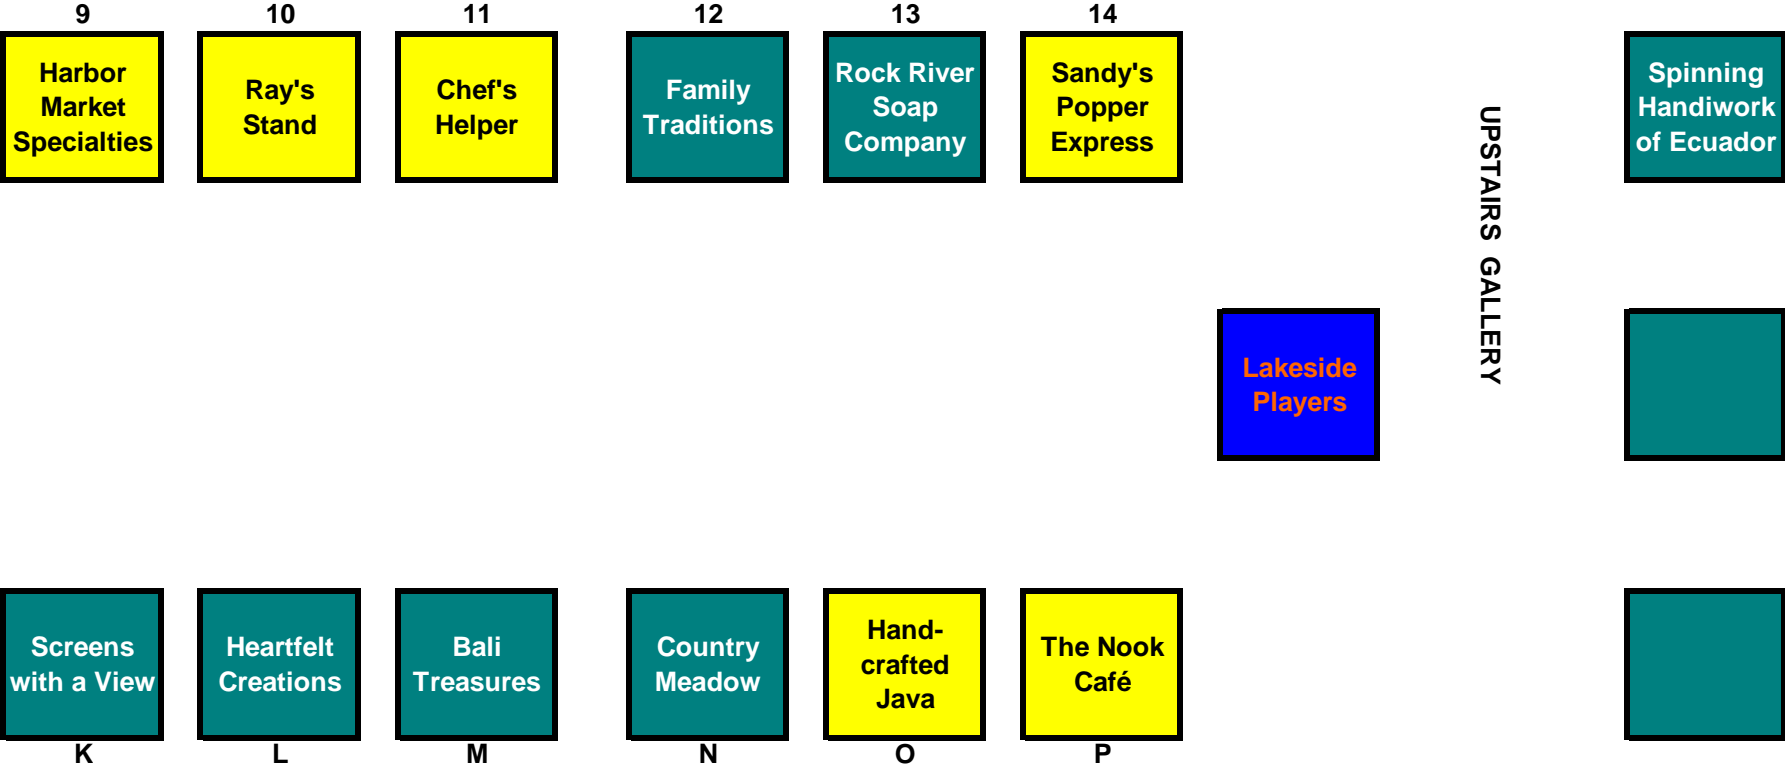 9 10 11 12 13 14
Harbor
Market
Specialties
Ray's
Stand
Chef's
Helper
Family
Traditions
Rock River
Soap
Company
Sandy's
Popper
Express
Spinning
Handiwork
of Ecuador
UPSTAIRS GALLERY
Lakeside
Players
Screens
with a View
Heartfelt
Creations
Bali
Treasures
Country
Meadow
Hand-
crafted
Java
The Nook
Café
K L M N O P